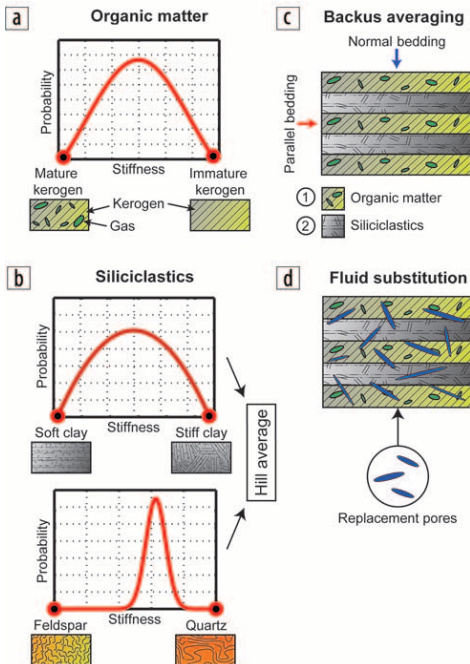 a
Organic matter
Probability
Stiffness
Mature
kerogen
Immature
kerogen
Kerogen
Gas
b
Siliciclastics
Probability
Stiffness
Soft clay
Stiff clay
Hill average
Probability
Stiffness
Feldspar
Quartz
c
Backus averaging
Normal bedding
Parallel bedding
1 Organic matter
2 Siliciclastics
d
Fluid substitution
Replacement pores